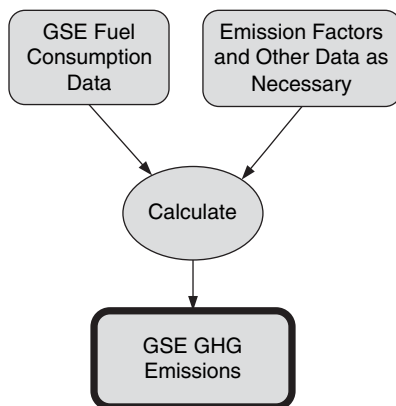 GSE Fuel
Consumption
Data
Emission Factors
and Other Data as
Necessary
Calculate
GSE GHG
Emissions